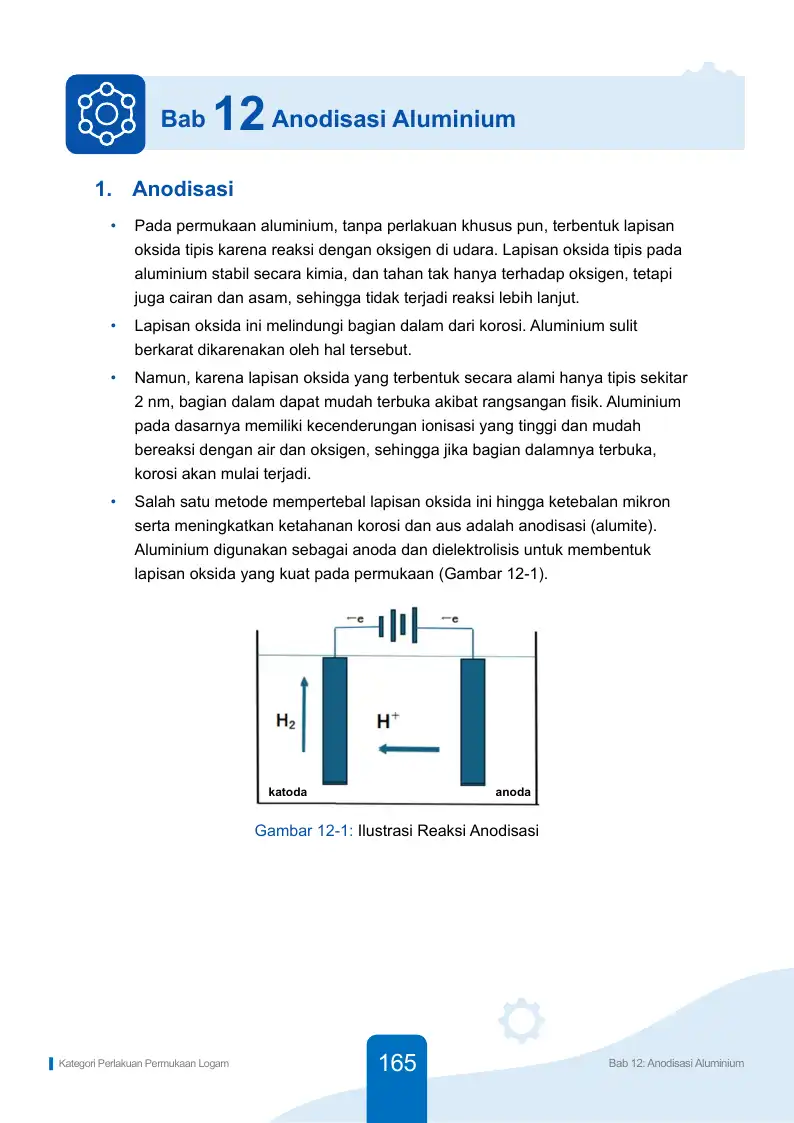 Bab 12 Anodisasi Aluminium
1. Anodisasi
• Pada permukaan aluminium, tanpa perlakuan khusus pun, terbentuk lapisan
oksida tipis karena reaksi dengan oksigen di udara. Lapisan oksida tipis pada
aluminium stabil secara kimia, dan tahan tak hanya terhadap oksigen, tetapi
juga cairan dan asam, sehingga tidak terjadi reaksi lebih lanjut.
• Lapisan oksida ini melindungi bagian dalam dari korosi. Aluminium sulit
berkarat dikarenakan oleh hal tersebut.
• Namun, karena lapisan oksida yang terbentuk secara alami hanya tipis sekitar
2 nm, bagian dalam dapat mudah terbuka akibat rangsangan fisik. Aluminium
pada dasarnya memiliki kecenderungan ionisasi yang tinggi dan mudah
bereaksi dengan air dan oksigen, sehingga jika bagian dalamnya terbuka,
korosi akan mulai terjadi.
• Salah satu metode mempertebal lapisan oksida ini hingga ketebalan mikron
serta meningkatkan ketahanan korosi dan aus adalah anodisasi (alumite).
Aluminium digunakan sebagai anoda dan dielektrolisis untuk membentuk
lapisan oksida yang kuat pada permukaan (Gambar 12-1).
←e ←e
H₂ H⁺
katoda anoda
Gambar 12-1: Ilustrasi Reaksi Anodisasi
Kategori Perlakuan Permukaan Logam 165 Bab 12: Anodisasi Aluminium